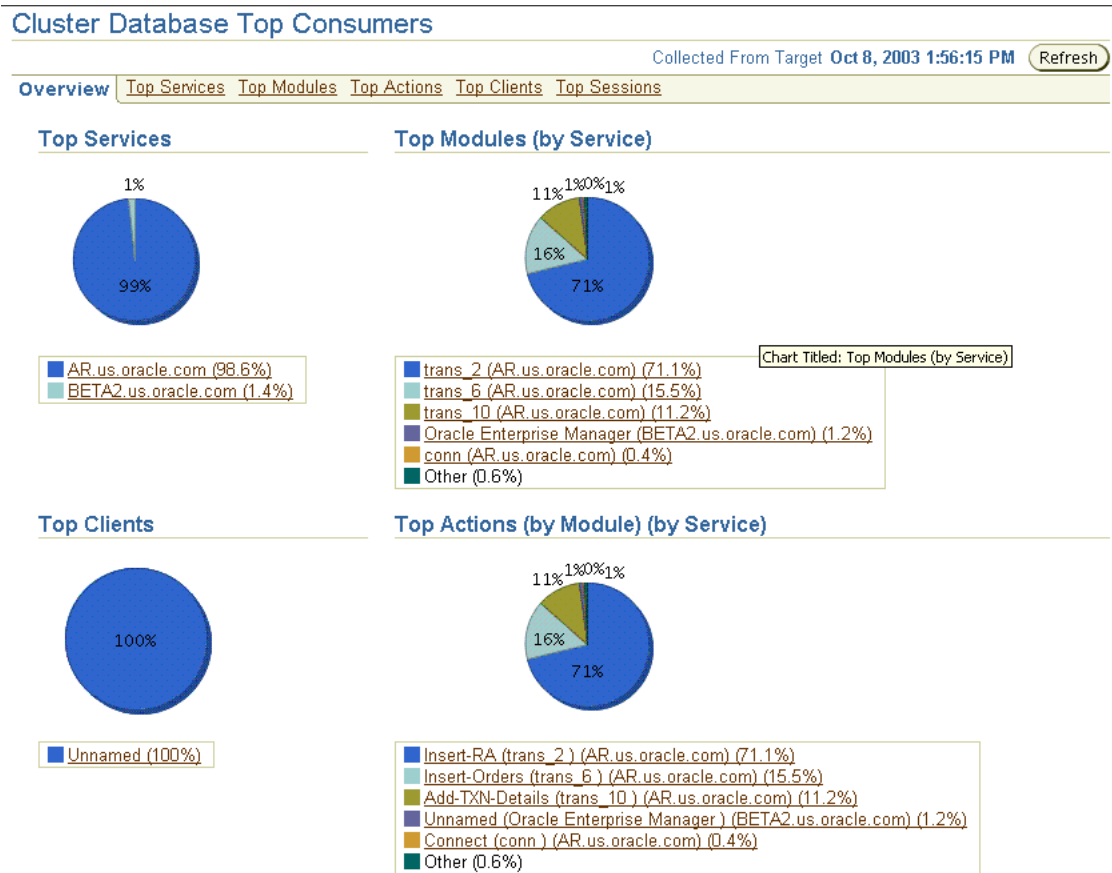 Cluster Database Top Consumers
Collected From Target Oct 8, 2003 1:56:15 PM Refresh
Overview Top Services Top Modules Top Actions Top Clients Top Sessions
Top Services
1%
99%
AR.us.oracle.com (98.6%)
BETA2.us.oracle.com (1.4%)
Top Modules (by Service)
11% 1% 0% 1%
16%
71%
Chart Titled: Top Modules (by Service)
trans_2 (AR.us.oracle.com) (71.1%)
trans_6 (AR.us.oracle.com) (15.5%)
trans_10 (AR.us.oracle.com) (11.2%)
Oracle Enterprise Manager (BETA2.us.oracle.com) (1.2%)
conn (AR.us.oracle.com) (0.4%)
Other (0.6%)
Top Clients
100%
Unnamed (100%)
Top Actions (by Module) (by Service)
11% 1% 0% 1%
16%
71%
Insert-RA (trans_2 ) (AR.us.oracle.com) (71.1%)
Insert-Orders (trans_6 ) (AR.us.oracle.com) (15.5%)
Add-TXN-Details (trans_10 ) (AR.us.oracle.com) (11.2%)
Unnamed (Oracle Enterprise Manager ) (BETA2.us.oracle.com) (1.2%)
Connect (conn ) (AR.us.oracle.com) (0.4%)
Other (0.6%)